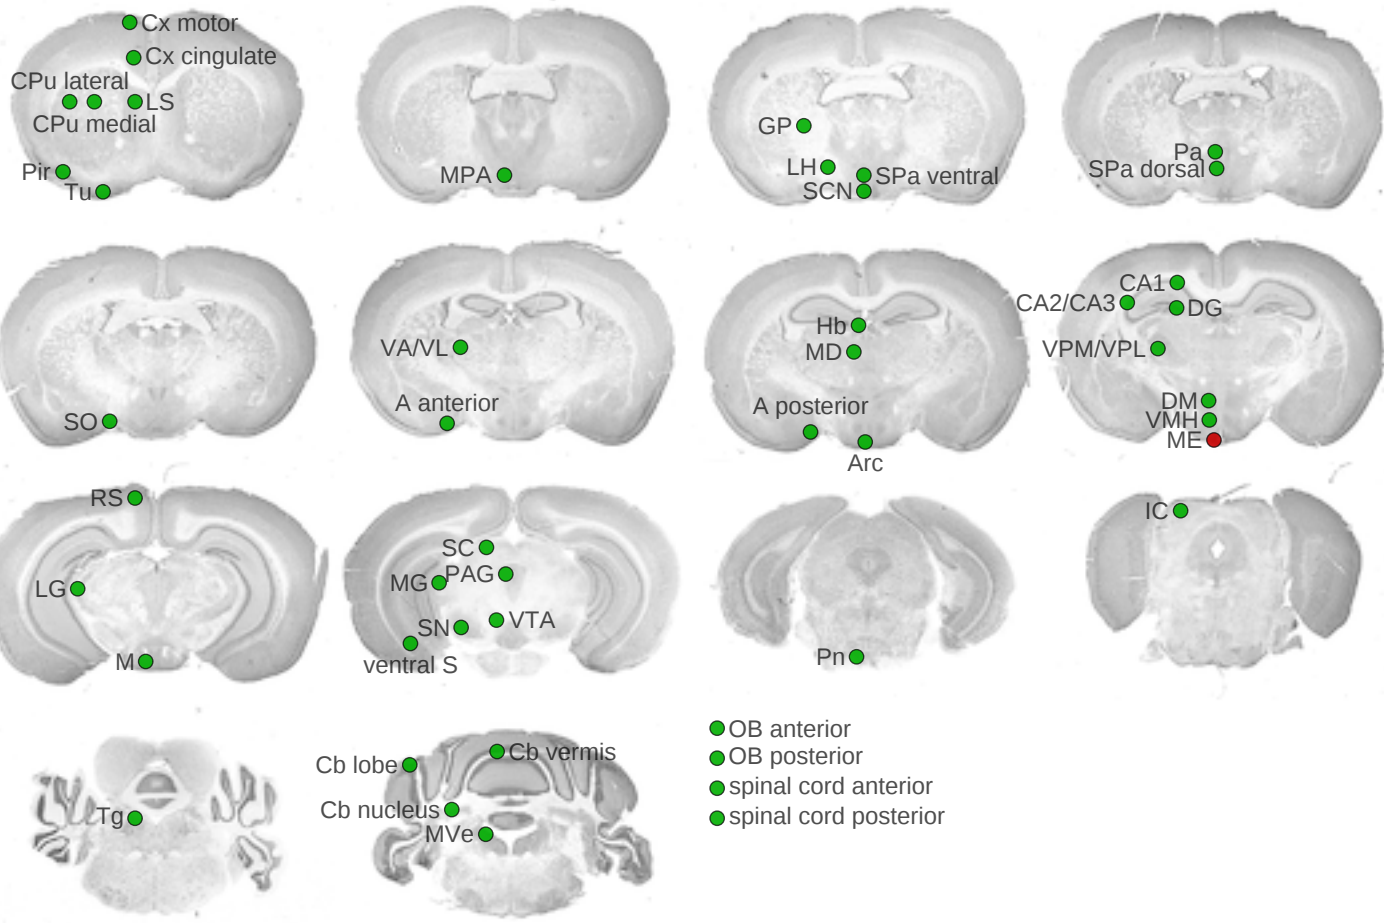 Cx motor
Cx cingulate
CPu lateral
LS
CPu medial
Pir
Tu
MPA
GP
LH
SPa ventral
SCN
Pa
SPa dorsal
SO
VA/VL
A anterior
Hb
MD
A posterior
Arc
CA1
CA2/CA3
DG
VPM/VPL
DM
VMH
ME
RS
LG
M
SC
PAG
MG
VTA
SN
ventral S
Pn
IC
Tg
Cb vermis
Cb lobe
Cb nucleus
MVe
OB anterior
OB posterior
spinal cord anterior
spinal cord posterior